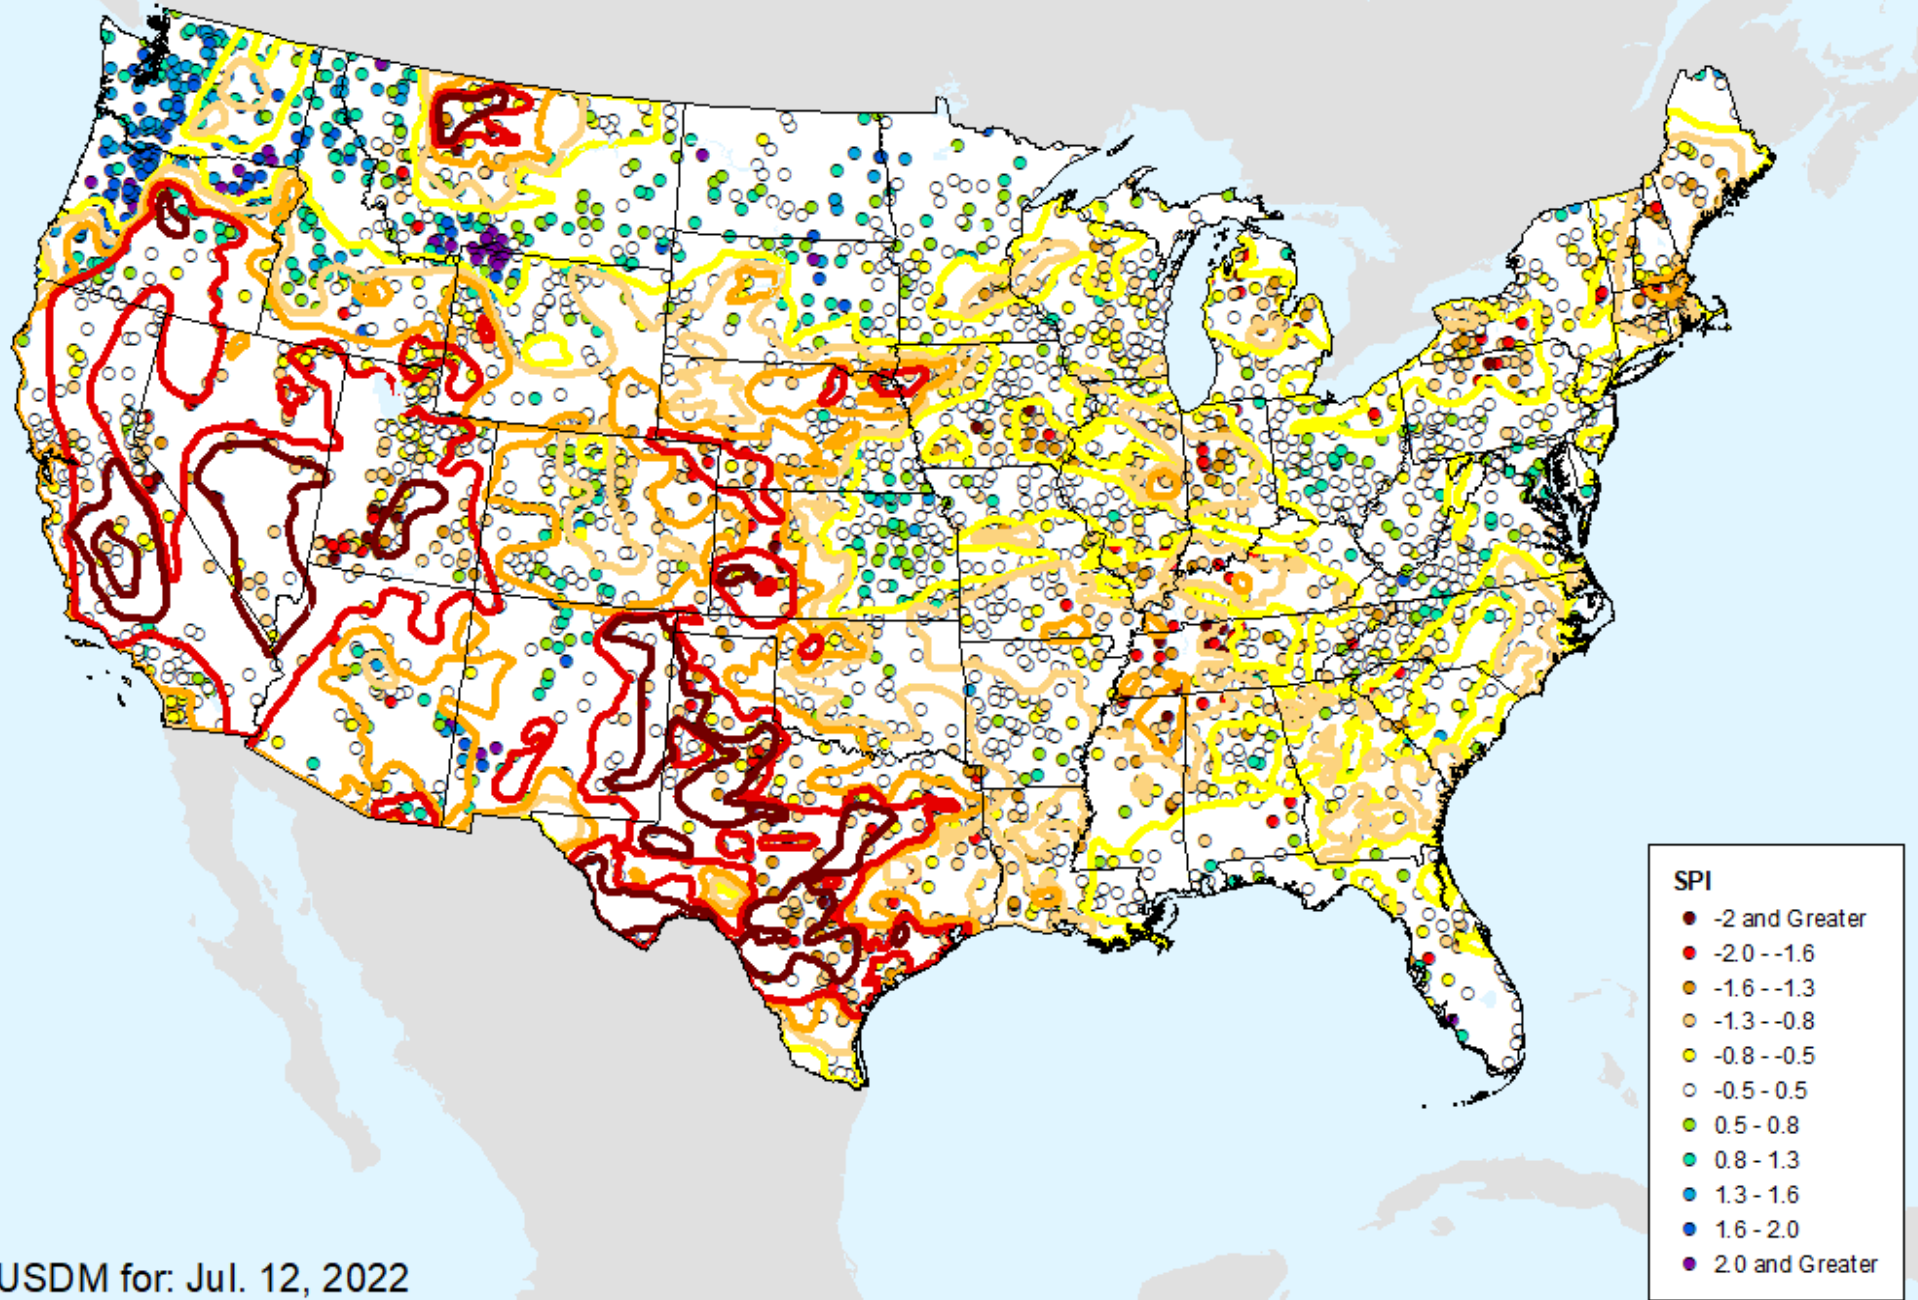 SPI
-2 and Greater
-2.0 - -1.6
-1.6 - -1.3
-1.3 - -0.8
-0.8 - -0.5
-0.5 - 0.5
0.5 - 0.8
0.8 - 1.3
1.3 - 1.6
1.6 - 2.0
2.0 and Greater
USDM for: Jul. 12, 2022